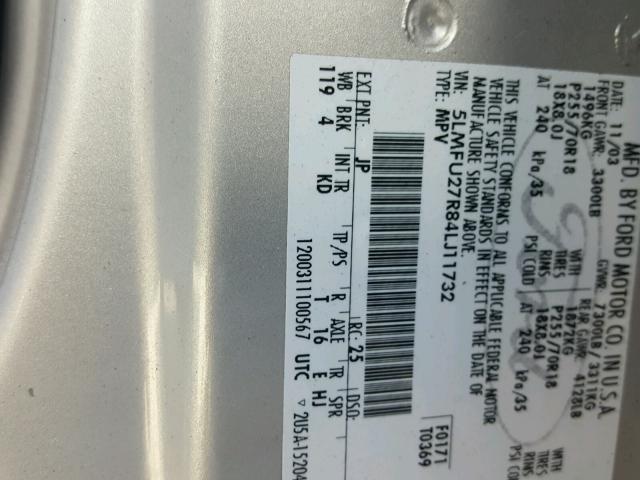 MFD. BY FORD MOTOR CO. IN U.S.A.
DATE: 11/03 GVWR: 7300LB / 3311KG
FRONT GAWR: 3300LB REAR GAWR: 4128LB
1496KG WITH 1872KG WITH
P255/70R18 TIRES P255/70R18 TIRES
18X8.0J RIMS 18X8.0J RIMS
AT 240 kPa/35 PSI COLD AT 240 kPa/35 PSI CO
THIS VEHICLE CONFORMS TO ALL APPLICABLE FEDERAL MOTOR
VEHICLE SAFETY STANDARDS IN EFFECT ON THE DATE OF
MANUFACTURE SHOWN ABOVE.
VIN: 5LMFU27R84LJ11732 F0171
TYPE: MPV T0369
EXT PNT: JP RC: 25 DSO:
WB BRK INT TR TP/PS R AXLE TR SPR
119 4 KD T 16 E HJ
1200311100567 UTC ▽ 2U5A-15204